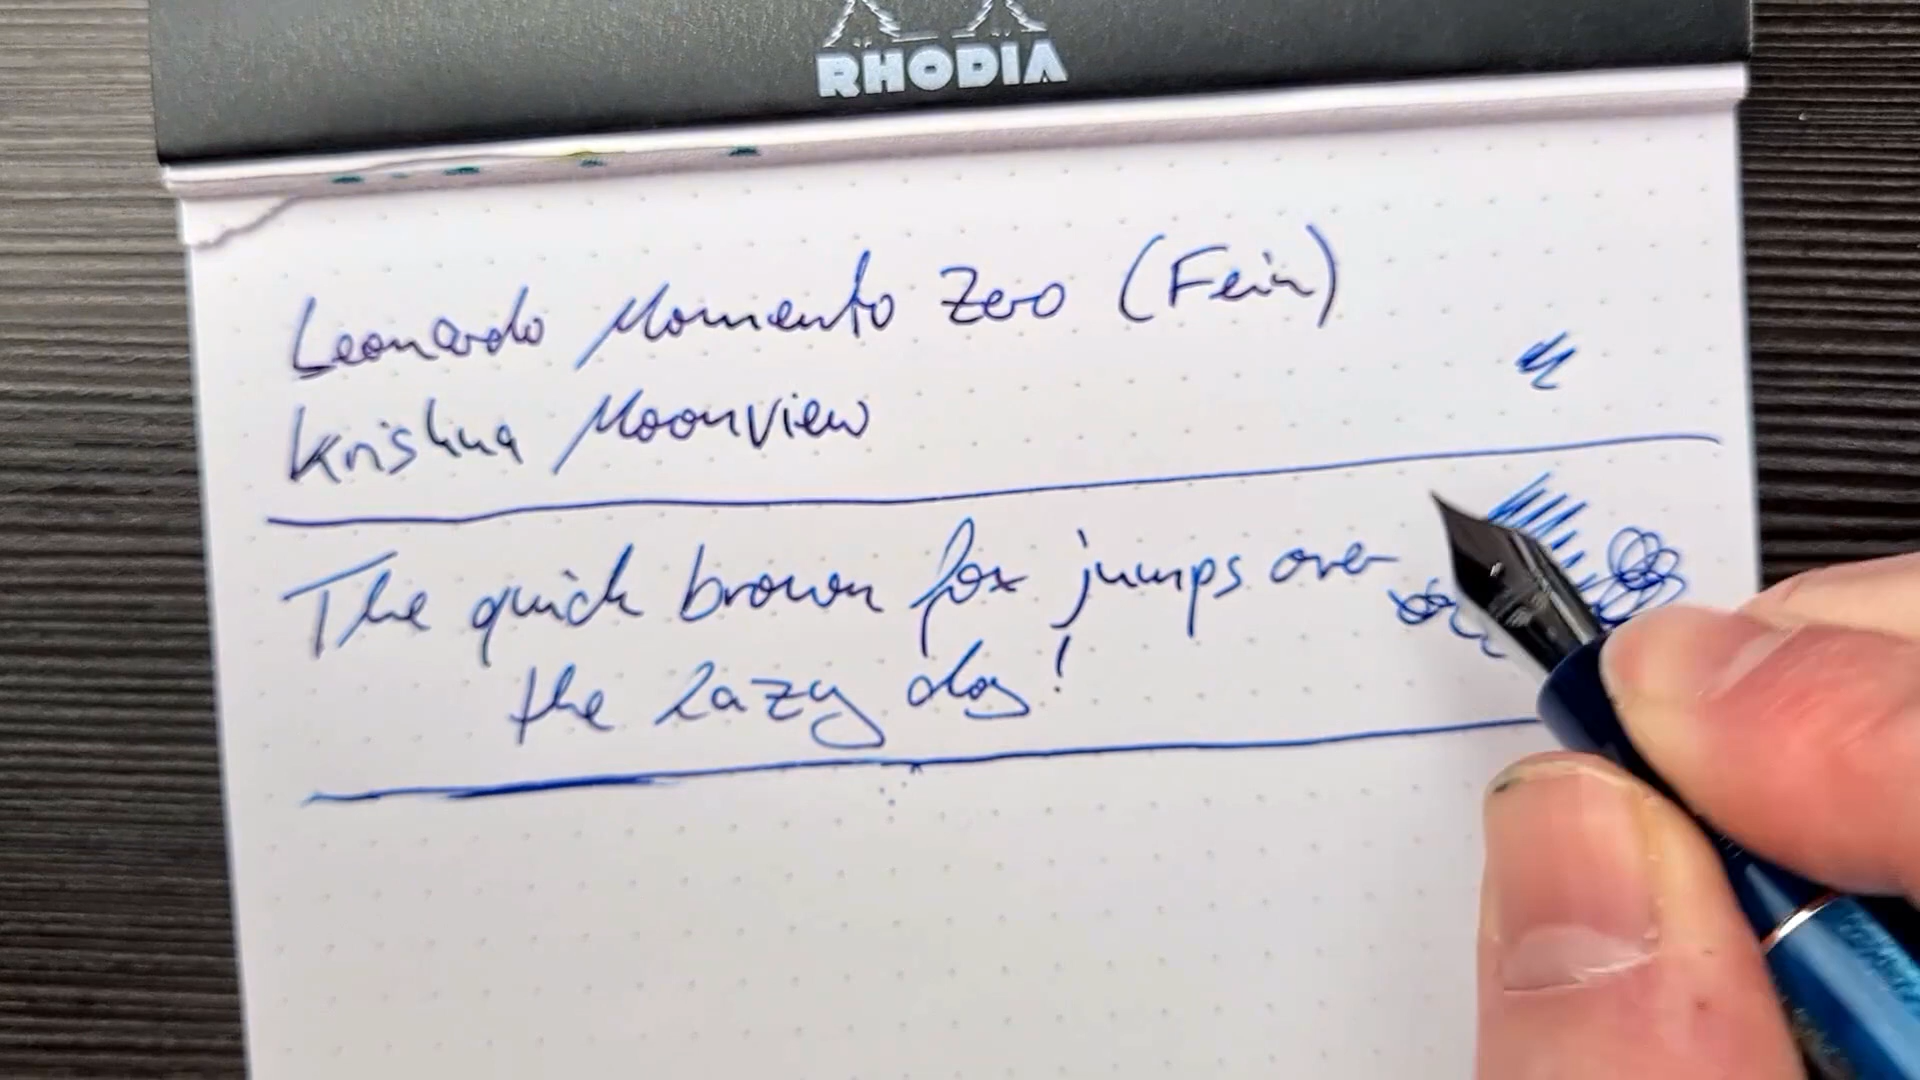 RHODIA
Leonardo Momento Zero (Fein)
Krishna Moonview
The quick brown fox jumps over
the lazy dog!